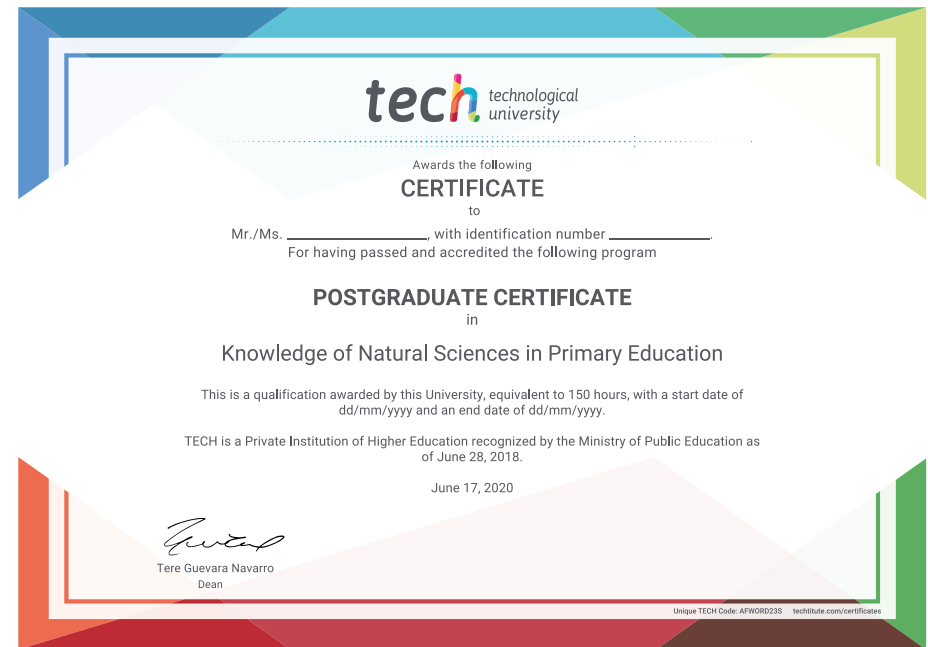 tech technological
university
Awards the following
CERTIFICATE
to
Mr./Ms. ____________________, with identification number ______________.
For having passed and accredited the following program
POSTGRADUATE CERTIFICATE
in
Knowledge of Natural Sciences in Primary Education
This is a qualification awarded by this University, equivalent to 150 hours, with a start date of
dd/mm/yyyy and an end date of dd/mm/yyyy.
TECH is a Private Institution of Higher Education recognized by the Ministry of Public Education as
of June 28, 2018.
June 17, 2020
Tere Guevara Navarro
Dean
Unique TECH Code: AFWORD23S techtitute.com/certificates